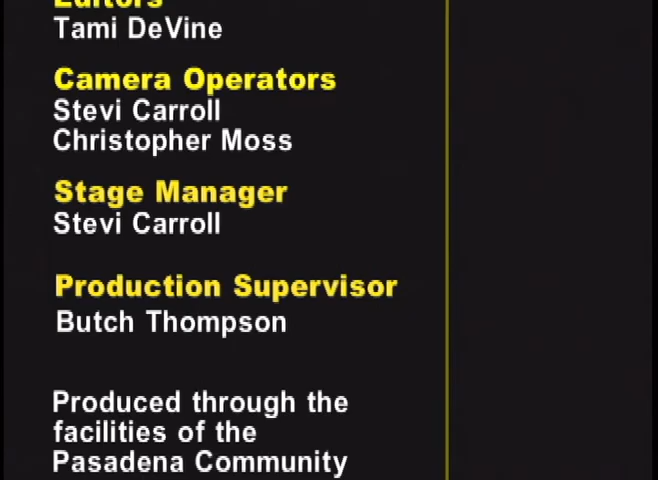 Editors
Tami DeVine
Camera Operators
Stevi Carroll
Christopher Moss
Stage Manager
Stevi Carroll
Production Supervisor
Butch Thompson
Produced through the
facilities of the
Pasadena Community